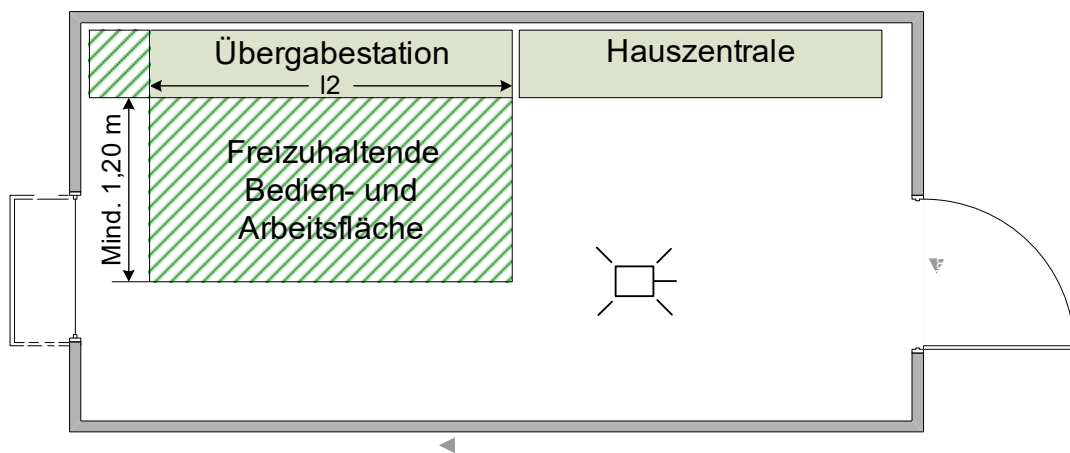 Übergabestation
Hauszentrale
l2
Mind. 1,20 m
Freizuhaltende
Bedien- und
Arbeitsfläche